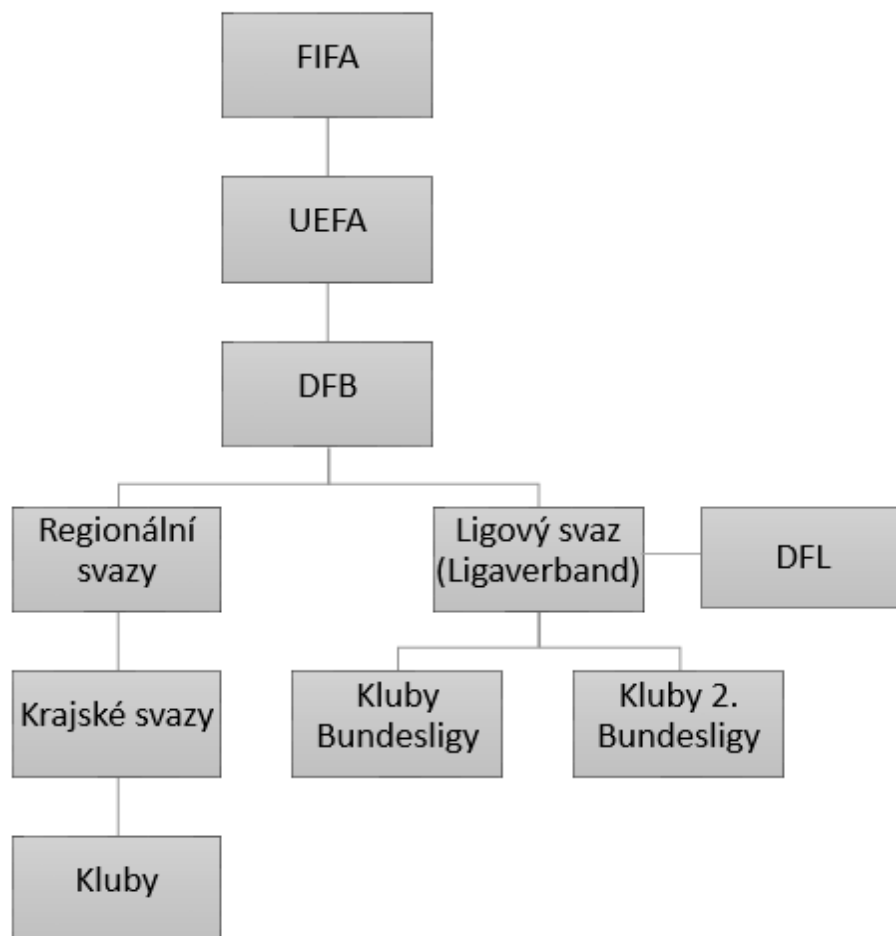 FIFA
UEFA
DFB
Regionální
svazy
Ligový svaz
(Ligaverband)
DFL
Krajské svazy
Kluby
Bundesligy
Kluby 2.
Bundesligy
Kluby